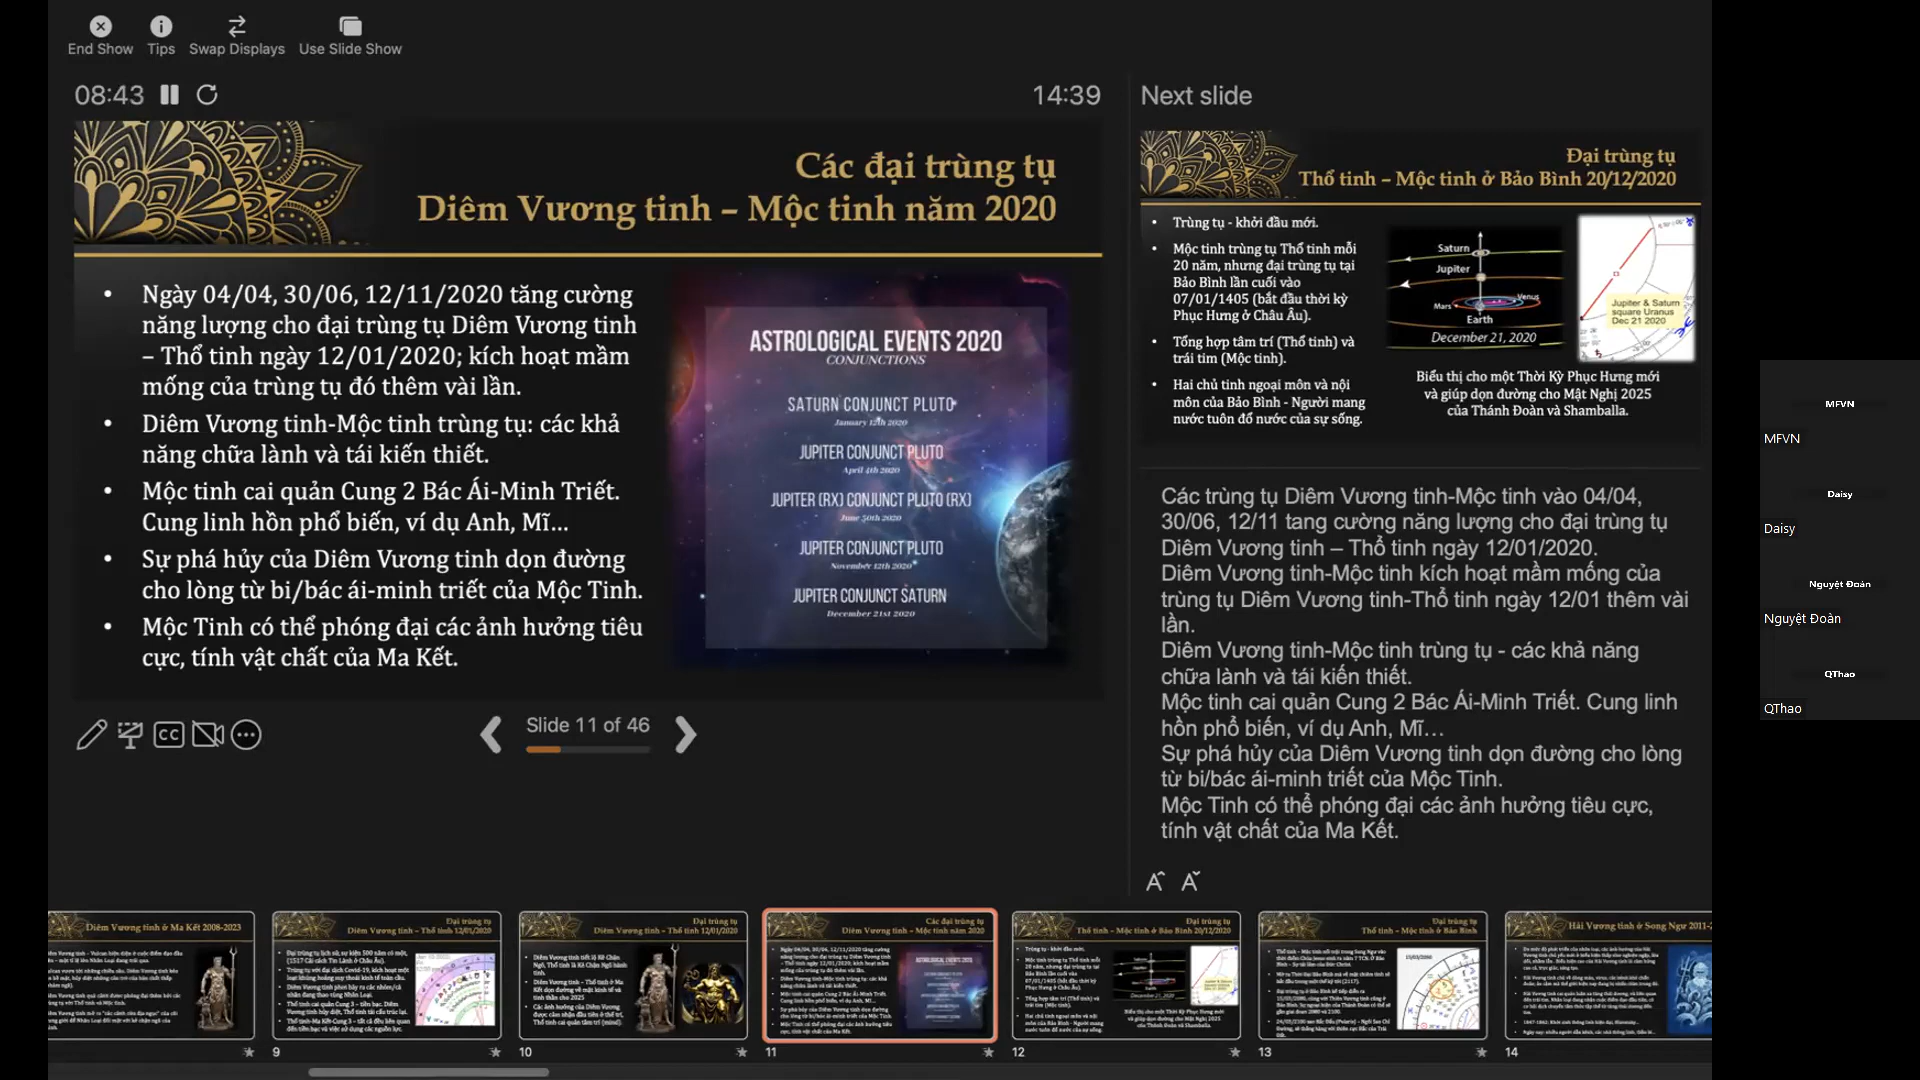 End Show
Tips
Swap Displays
Use Slide Show
08:43
14:39
Các đại trùng tụ
Diêm Vương tinh – Mộc tinh năm 2020
• Ngày 04/04, 30/06, 12/11/2020 tăng cường
năng lượng cho đại trùng tụ Diêm Vương tinh
– Thổ tinh ngày 12/01/2020; kích hoạt mầm
mống của trùng tụ đó thêm vài lần.
• Diêm Vương tinh-Mộc tinh trùng tụ: các khả
năng chữa lành và tái kiến thiết.
• Mộc tinh cai quản Cung 2 Bác Ái-Minh Triết.
Cung linh hồn phổ biến, ví dụ Anh, Mĩ...
• Sự phá hủy của Diêm Vương tinh dọn đường
cho lòng từ bi/bác ái-minh triết của Mộc Tinh.
• Mộc Tinh có thể phóng đại các ảnh hưởng tiêu
cực, tính vật chất của Ma Kết.
ASTROLOGICAL EVENTS 2020
CONJUNCTIONS
SATURN CONJUNCT PLUTO
January 12th 2020
JUPITER CONJUNCT PLUTO
April 4th 2020
JUPITER (RX) CONJUNCT PLUTO (RX)
June 30th 2020
JUPITER CONJUNCT PLUTO
November 12th 2020
JUPITER CONJUNCT SATURN
December 21st 2020
CC
Slide 11 of 46
Next slide
Đại trùng tụ
Thổ tinh – Mộc tinh ở Bảo Bình 20/12/2020
• Trùng tụ - khởi đầu mới.
• Mộc tinh trùng tụ Thổ tinh mỗi
20 năm, nhưng đại trùng tụ tại
Bảo Bình lần cuối vào
07/01/1405 (bắt đầu thời kỳ
Phục Hưng ở Châu Âu).
• Tổng hợp tâm trí (Thổ tinh) và
trái tim (Mộc tinh).
• Hai chủ tinh ngoại môn và nội
môn của Bảo Bình - Người mang
nước tuôn đổ nước của sự sống.
Saturn
Jupiter
Mars
Venus
Earth
December 21, 2020
Jupiter & Saturn
square Uranus
Dec 21 2020
Biểu thị cho một Thời Kỳ Phục Hưng mới
và giúp dọn đường cho Mật Nghị 2025
của Thánh Đoàn và Shamballa.
Các trùng tụ Diêm Vương tinh-Mộc tinh vào 04/04,
30/06, 12/11 tang cường năng lượng cho đại trùng tụ
Diêm Vương tinh – Thổ tinh ngày 12/01/2020.
Diêm Vương tinh-Mộc tinh kích hoạt mầm mống của
trùng tụ Diêm Vương tinh-Thổ tinh ngày 12/01 thêm vài
lần.
Diêm Vương tinh-Mộc tinh trùng tụ - các khả năng
chữa lành và tái kiến thiết.
Mộc tinh cai quản Cung 2 Bác Ái-Minh Triết. Cung linh
hồn phổ biến, ví dụ Anh, Mĩ...
Sự phá hủy của Diêm Vương tinh dọn đường cho lòng
từ bi/bác ái-minh triết của Mộc Tinh.
Mộc Tinh có thể phóng đại các ảnh hưởng tiêu cực,
tính vật chất của Ma Kết.
MFVN
MFVN
Daisy
Daisy
Nguyệt Đoàn
Nguyệt Đoàn
QThao
QThao
Diêm Vương tinh ở Ma Kết 2008-2023
Đại trùng tụ
Diêm Vương tinh – Thổ tinh 12/01/2020
Đại trùng tụ
Diêm Vương tinh – Thổ tinh 12/01/2020
Các đại trùng tụ
Diêm Vương tinh – Mộc tinh năm 2020
Đại trùng tụ
Thổ tinh – Mộc tinh ở Bảo Bình 20/12/2020
Đại trùng tụ
Thổ tinh – Mộc tinh ở Bảo Bình
Hải Vương tinh ở Song Ngư 2011-2
9
10
11
12
13
14